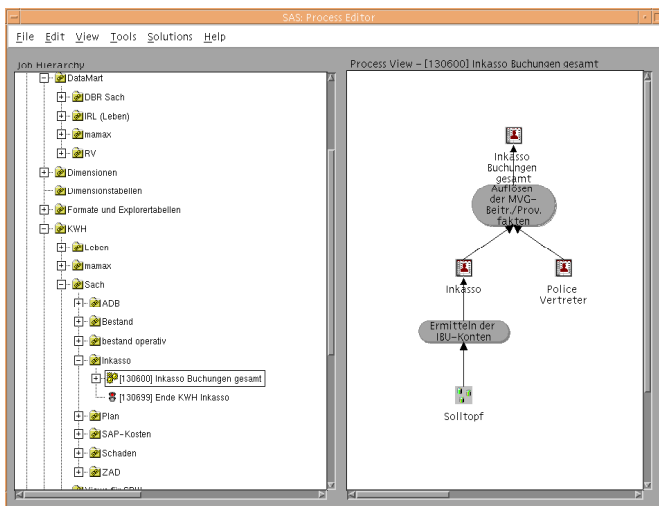 SAS: Process Editor
File Edit View Tools Solutions Help
Job Hierarchy
DataMart
DBR Sach
IRL (Leben)
mamax
RV
Dimensionen
Dimensionstabellen
Formate und Explorertabellen
KWH
Leben
mamax
Sach
ADB
Bestand
bestand operativ
Inkasso
[130600] Inkasso Buchungen gesamt
[130699] Ende KWH Inkasso
Plan
SAP-Kosten
Schaden
ZAD
Process View - [130600] Inkasso Buchungen gesamt
Inkasso
Buchungen
gesamt
Auflösen
der MVG-
Beitr./Prov.
fakten
Inkasso
Police
Vertreter
Ermitteln der
IBU-Konten
Solltopf